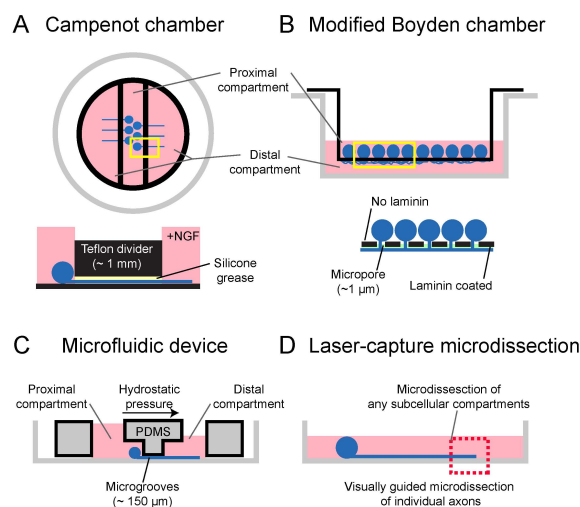 A Campenot chamber
B Modified Boyden chamber
Proximal
compartment
Distal
compartment
+NGF
Teflon divider
(~ 1 mm)
Silicone
grease
No laminin
Micropore
(~1 µm)
Laminin coated
C Microfluidic device
Proximal
compartment
Hydrostatic
pressure
Distal
compartment
PDMS
Microgrooves
(~ 150 µm)
D Laser-capture microdissection
Microdissesction of
any subcellular compartments
Visually guided microdissection
of individual axons